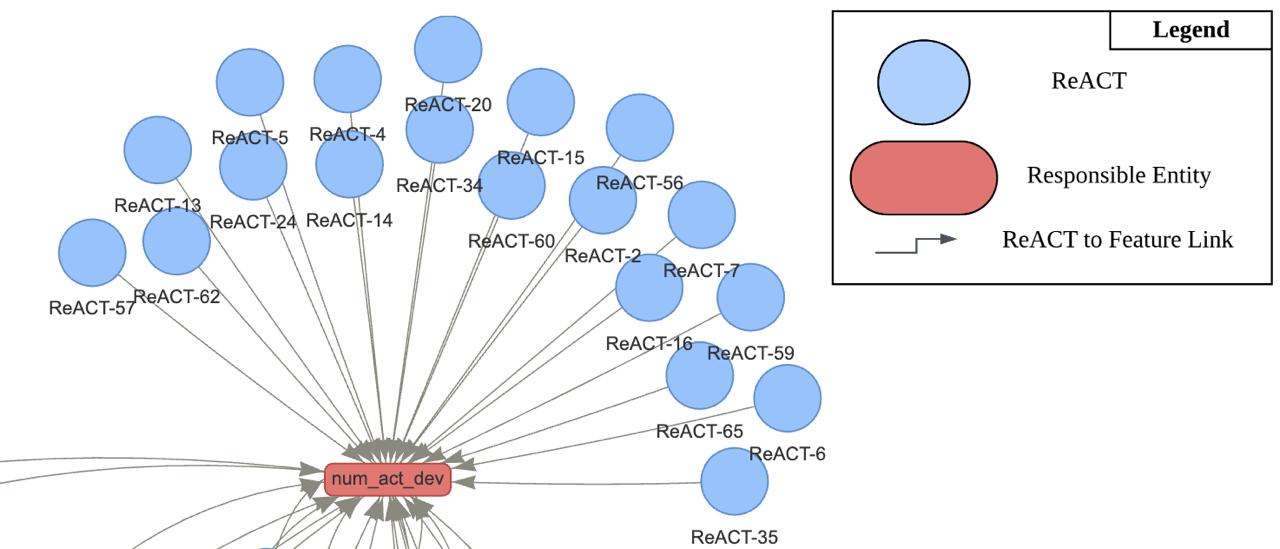 ReACT-20
ReACT-5
ReACT-4
ReACT-15
ReACT-56
ReACT-34
ReACT-13
ReACT-24
ReACT-14
ReACT-60
ReACT-2
ReACT-7
ReACT-57
ReACT-62
ReACT-16
ReACT-59
ReACT-65
ReACT-6
num_act_dev
ReACT-35
Legend
ReACT
Responsible Entity
ReACT to Feature Link